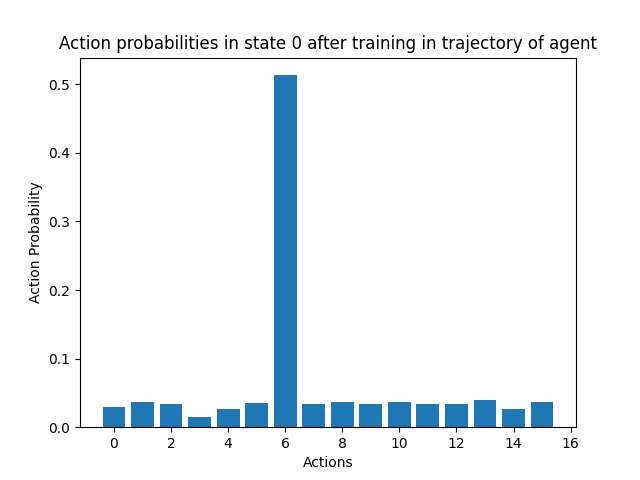 Action probabilities in state 0 after training in trajectory of agent
0.5
0.4
0.3
0.2
0.1
0.0
Action Probability
0 2 4 6 8 10 12 14 16
Actions